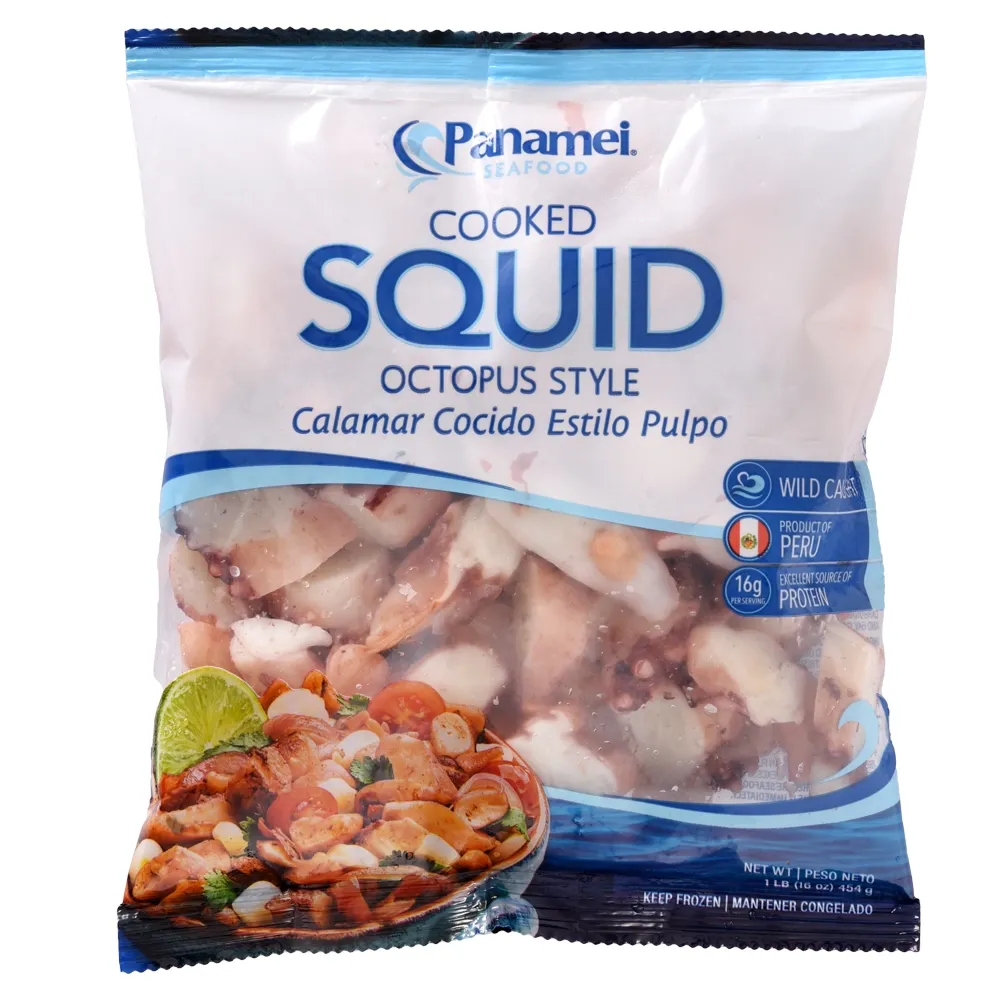 Panamei®
SEAFOOD
COOKED
SQUID
OCTOPUS STYLE
Calamar Cocido Estilo Pulpo
WILD CAUGHT
PRODUCT OF
PERU
16g
PER SERVING
EXCELLENT SOURCE OF
PROTEIN
NET WT | PESO NETO
1 LB (16 oz) 454 g
KEEP FROZEN | MANTENER CONGELADO